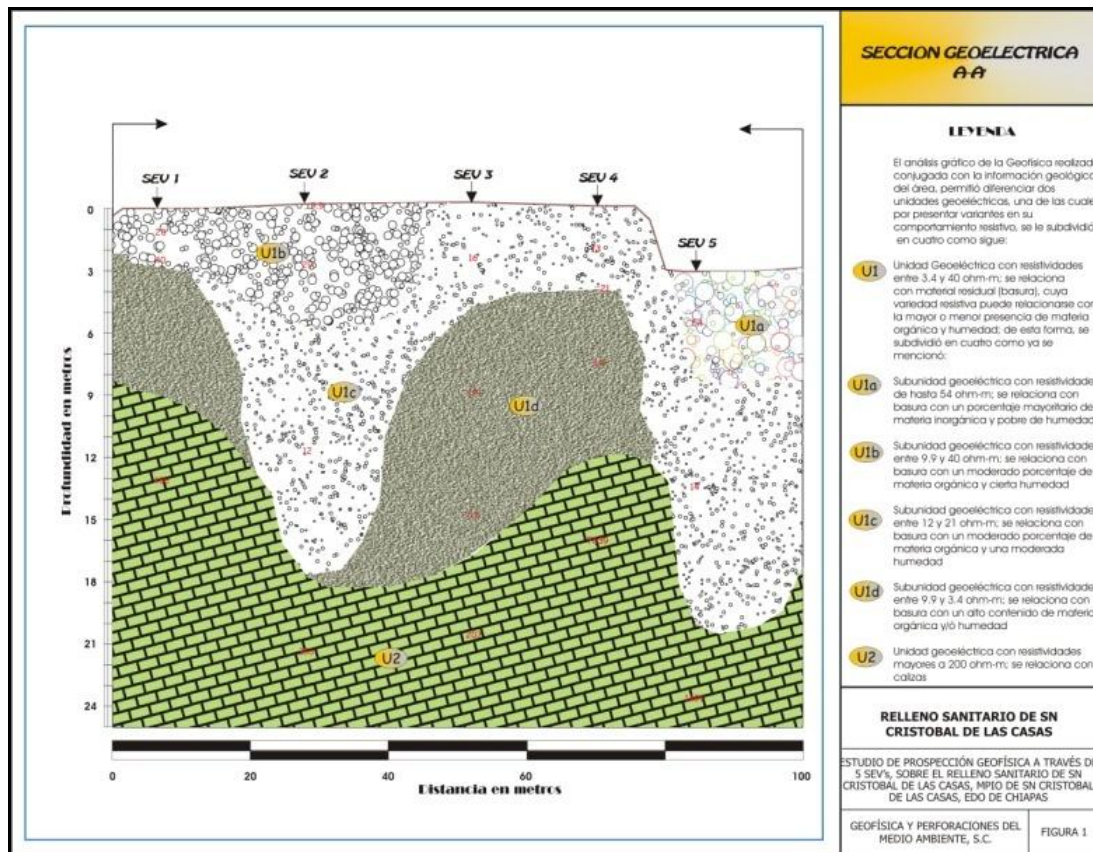 SECCION GEOELECTRICA
A-A'
LEYENDA
El análisis gráfico de la Geofísica realizad
conjugada con la información geológica
del área, permitió diferenciar dos
unidades geoeléctricas, una de las cuale
por presentar variantes en su
comportamiento resistivo, se le subdividió
en cuatro como sigue:
U1
Unidad Geoeléctrica con resistividades
entre 3.4 y 40 ohm-m; se relaciona
con material residual (basura), cuya
variedad resistiva puede relacionarse con
la mayor o menor presencia de materia
orgánica y humedad; de esta forma, se
subdividió en cuatro como ya se
mencionó:
U1a
Subunidad geoeléctrica con resistividade
de hasta 54 ohm-m; se relaciona con
basura con un porcentaje mayoritario de
materia inorgánica y pobre de humedad
U1b
Subunidad geoeléctrica con resistividade
entre 9.9 y 40 ohm-m; se relaciona con
basura con un moderado porcentaje de
materia orgánica y cierta humedad
U1c
Subunidad geoeléctrica con resistividade
entre 12 y 21 ohm-m; se relaciona con
basura con un moderado porcentaje de
materia orgánica y una moderada
humedad
U1d
Subunidad geoeléctrica con resistividade
entre 9.9 y 3.4 ohm-m; se relaciona con
basura con un alto contenido de materia
orgánica y/ó humedad
U2
Unidad geoeléctrica con resistividades
mayores a 200 ohm-m; se relaciona con
calizas
RELLENO SANITARIO DE SN
CRISTOBAL DE LAS CASAS
ESTUDIO DE PROSPECCIÓN GEOFÍSICA A TRAVÉS DE
5 SEV's, SOBRE EL RELLENO SANITARIO DE SN
CRISTOBAL DE LAS CASAS, MPIO DE SN CRISTOBAL
DE LAS CASAS, EDO DE CHIAPAS
GEOFÍSICA Y PERFORACIONES DEL
MEDIO AMBIENTE, S.C.
FIGURA 1
SEV 1
SEV 2
SEV 3
SEV 4
SEV 5
Profundidad en metros
0
3
6
9
12
15
18
21
24
U1b
U1a
U1c
U1d
U2
16
12
14
0
20
40
60
80
100
Distancia en metros